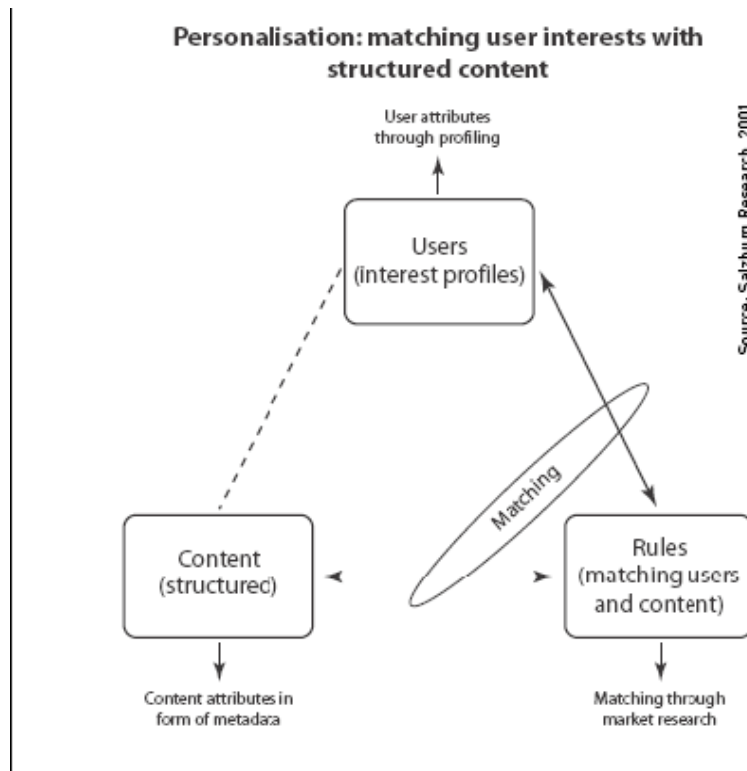 Personalisation: matching user interests with
structured content
User attributes
through profiling
Source: Salzburg Research, 2001
Users
(interest profiles)
Matching
Content
(structured)
Rules
(matching users
and content)
Content attributes in
form of metadata
Matching through
market research